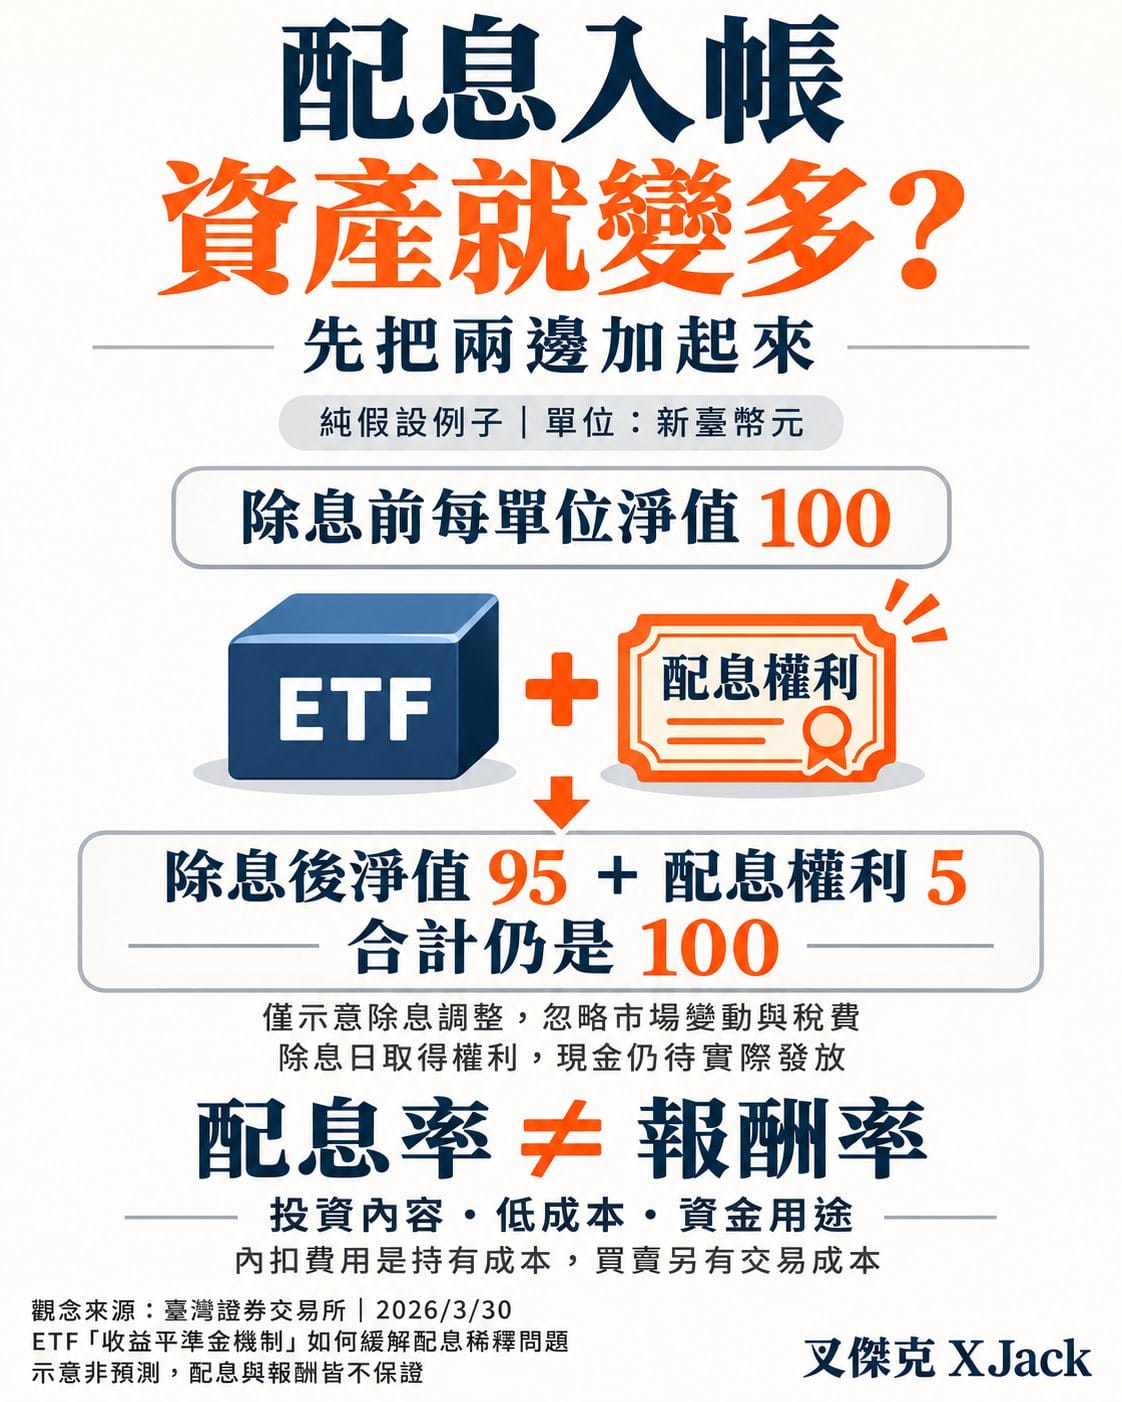 配息入帳
資產就變多？
先把兩邊加起來
純假設例子｜單位：新臺幣元
除息前每單位淨值 100
ETF
配息權利
除息後淨值 95 + 配息權利 5
合計仍是 100
僅示意除息調整，忽略市場變動與稅費
除息日取得權利，現金仍待實際發放
配息率 ≠ 報酬率
投資內容・低成本・資金用途
內扣費用是持有成本，買賣另有交易成本
觀念來源：臺灣證券交易所｜2026/3/30
ETF「收益平準金機制」如何緩解配息稀釋問題
示意非預測，配息與報酬皆不保證
叉傑克 XJack